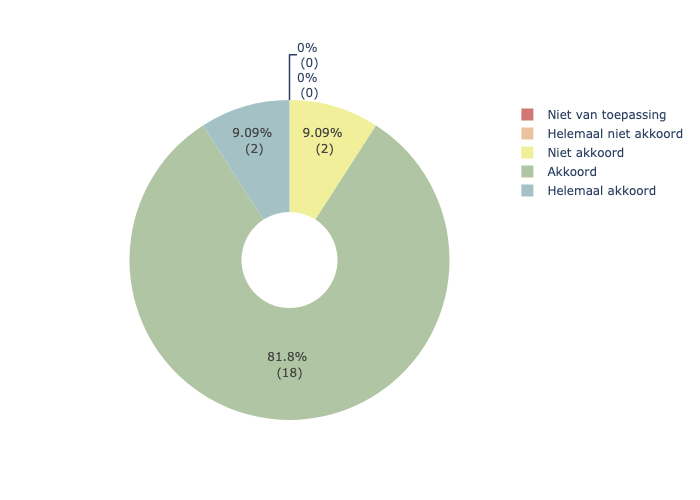 0%
(0)
0%
(0)
9.09%
(2)
9.09%
(2)
81.8%
(18)
Niet van toepassing
Helemaal niet akkoord
Niet akkoord
Akkoord
Helemaal akkoord